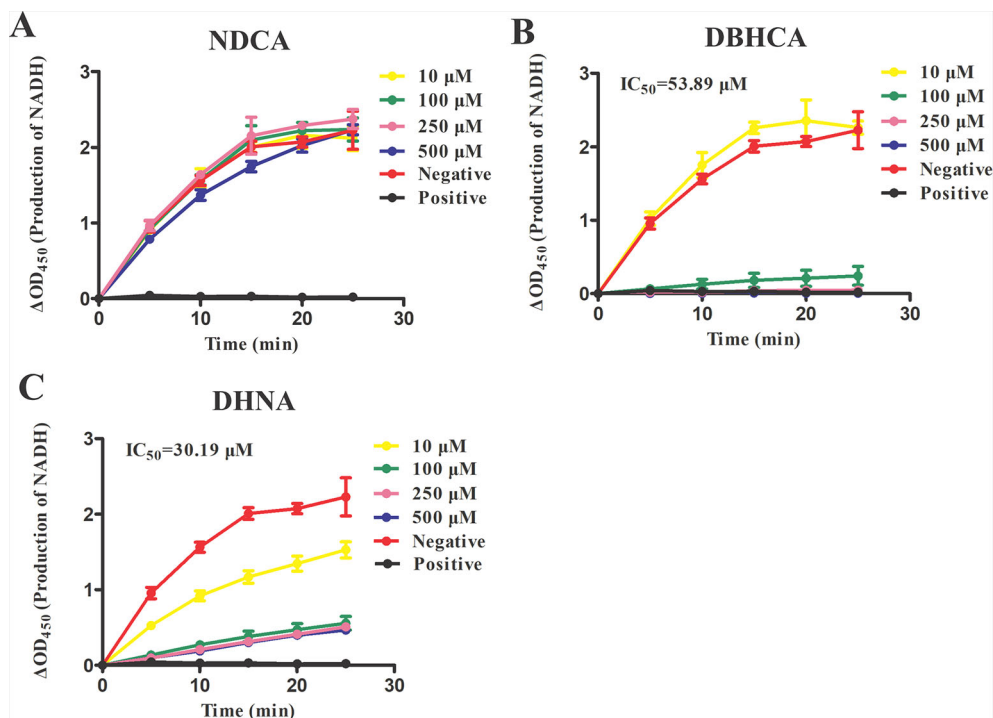 A
NDCA
ΔOD450 (Production of NADH)
3
2
1
0
0
10
20
30
Time (min)
10 μM
100 μM
250 μM
500 μM
Negative
Positive
B
DBHCA
IC50=53.89 μM
ΔOD450 (Production of NADH)
3
2
1
0
0
10
20
30
Time (min)
10 μM
100 μM
250 μM
500 μM
Negative
Positive
C
DHNA
IC50=30.19 μM
ΔOD450 (Production of NADH)
3
2
1
0
0
10
20
30
Time (min)
10 μM
100 μM
250 μM
500 μM
Negative
Positive